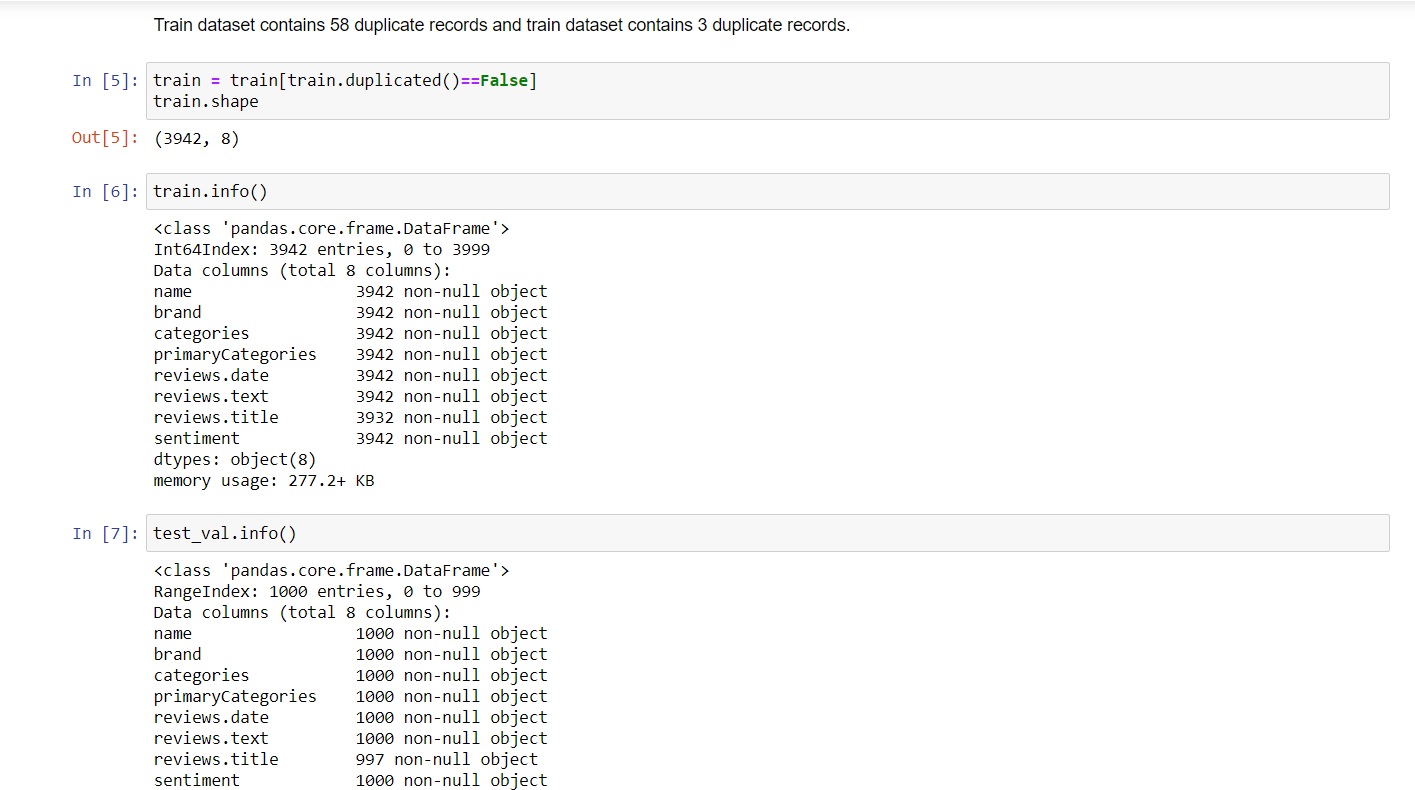 Train dataset contains 58 duplicate records and train dataset contains 3 duplicate records.
In [5]: train = train[train.duplicated()==False]
train.shape
Out[5]: (3942, 8)
In [6]: train.info()
<class 'pandas.core.frame.DataFrame'>
Int64Index: 3942 entries, 0 to 3999
Data columns (total 8 columns):
name                 3942 non-null object
brand                3942 non-null object
categories           3942 non-null object
primaryCategories    3942 non-null object
reviews.date         3942 non-null object
reviews.text         3942 non-null object
reviews.title        3932 non-null object
sentiment            3942 non-null object
dtypes: object(8)
memory usage: 277.2+ KB
In [7]: test_val.info()
<class 'pandas.core.frame.DataFrame'>
RangeIndex: 1000 entries, 0 to 999
Data columns (total 8 columns):
name                 1000 non-null object
brand                1000 non-null object
categories           1000 non-null object
primaryCategories    1000 non-null object
reviews.date         1000 non-null object
reviews.text         1000 non-null object
reviews.title        997 non-null object
sentiment            1000 non-null object